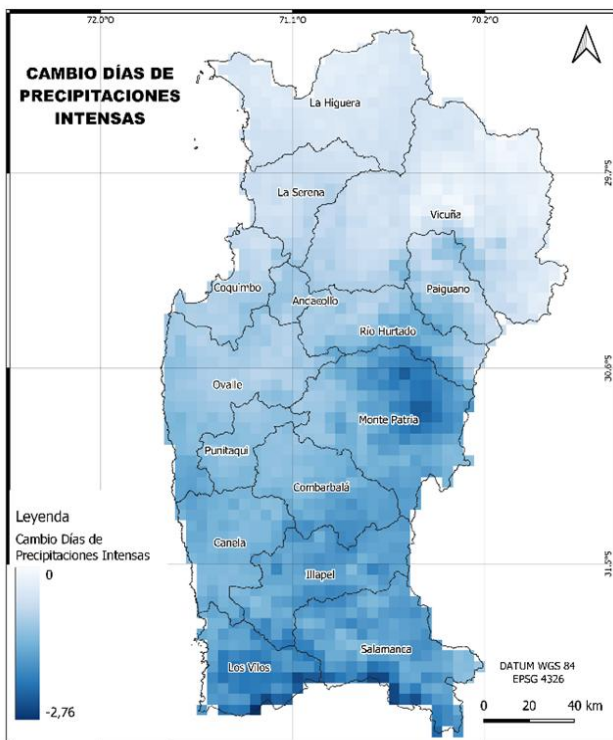 72.0°W 71.1°W 70.2°W
CAMBIO DÍAS DE
PRECIPITACIONES
INTENSAS
La Higuera
29.7°S
La Serena
Vicuña
Coquimbo
Andacollo
Paiguano
Río Hurtado
30.6°S
Ovalle
Monte Patria
Punitaqui
Combarbalá
Leyenda
Cambio Días de
Precipitaciones Intensas
0
-2,76
Canela
31.5°S
Illapel
Salamanca
Los Vilos
DATUM WGS 84
EPSG 4326
0 20 40 km